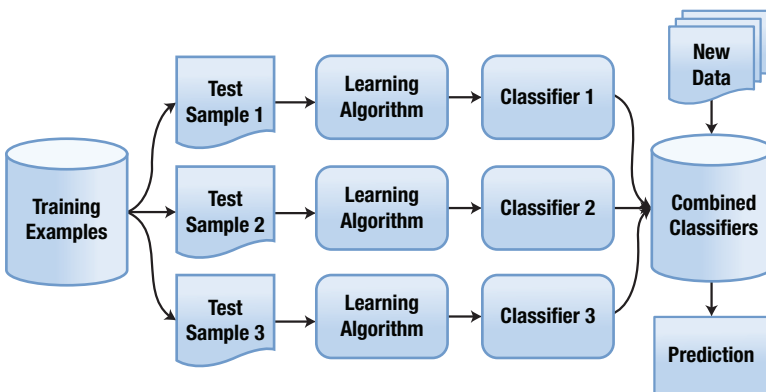 Training
Examples
Test
Sample 1
Learning
Algorithm
Classifier 1
Test
Sample 2
Learning
Algorithm
Classifier 2
Test
Sample 3
Learning
Algorithm
Classifier 3
New
Data
Combined
Classifiers
Prediction